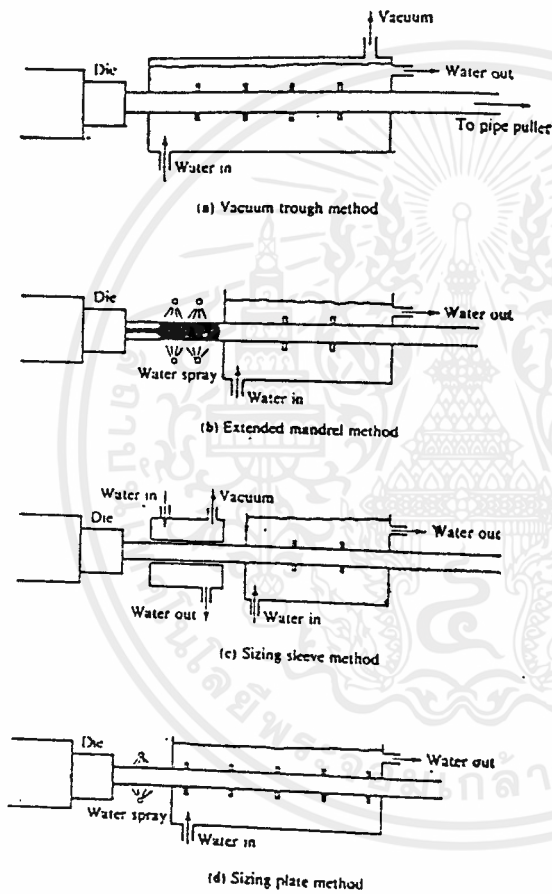 Vacuum
Die
Water out
To pipe puller
Water in
(a) Vacuum trough method
Die
Water out
Water spray
Water in
(b) Extended mandrel method
Water in
Vacuum
Die
Water out
Water out
Water in
(c) Sizing sleeve method
Die
Water out
Water spray
Water in
(d) Sizing plate method